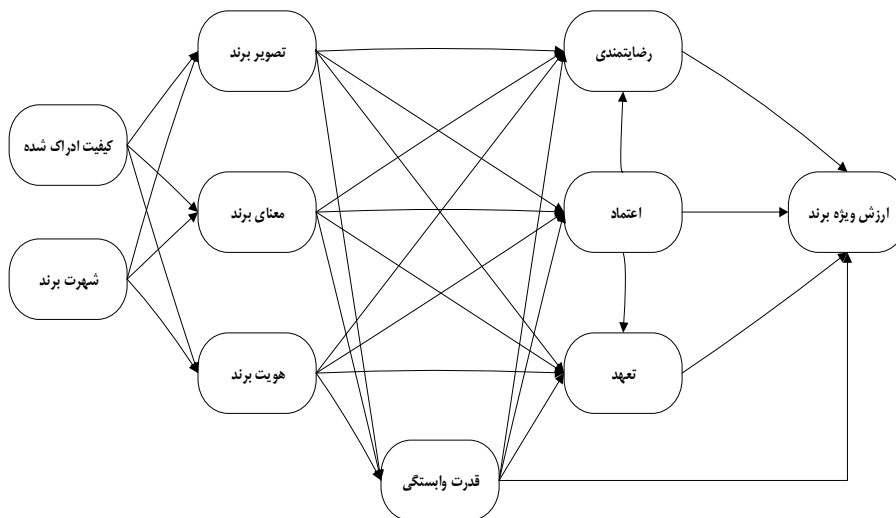 تصویر برند
رضایتمندی
کیفیت ادراک شده
معنای برند
اعتماد
ارزش ویژه برند
شهرت برند
هویت برند
تعهد
قدرت وابستگی